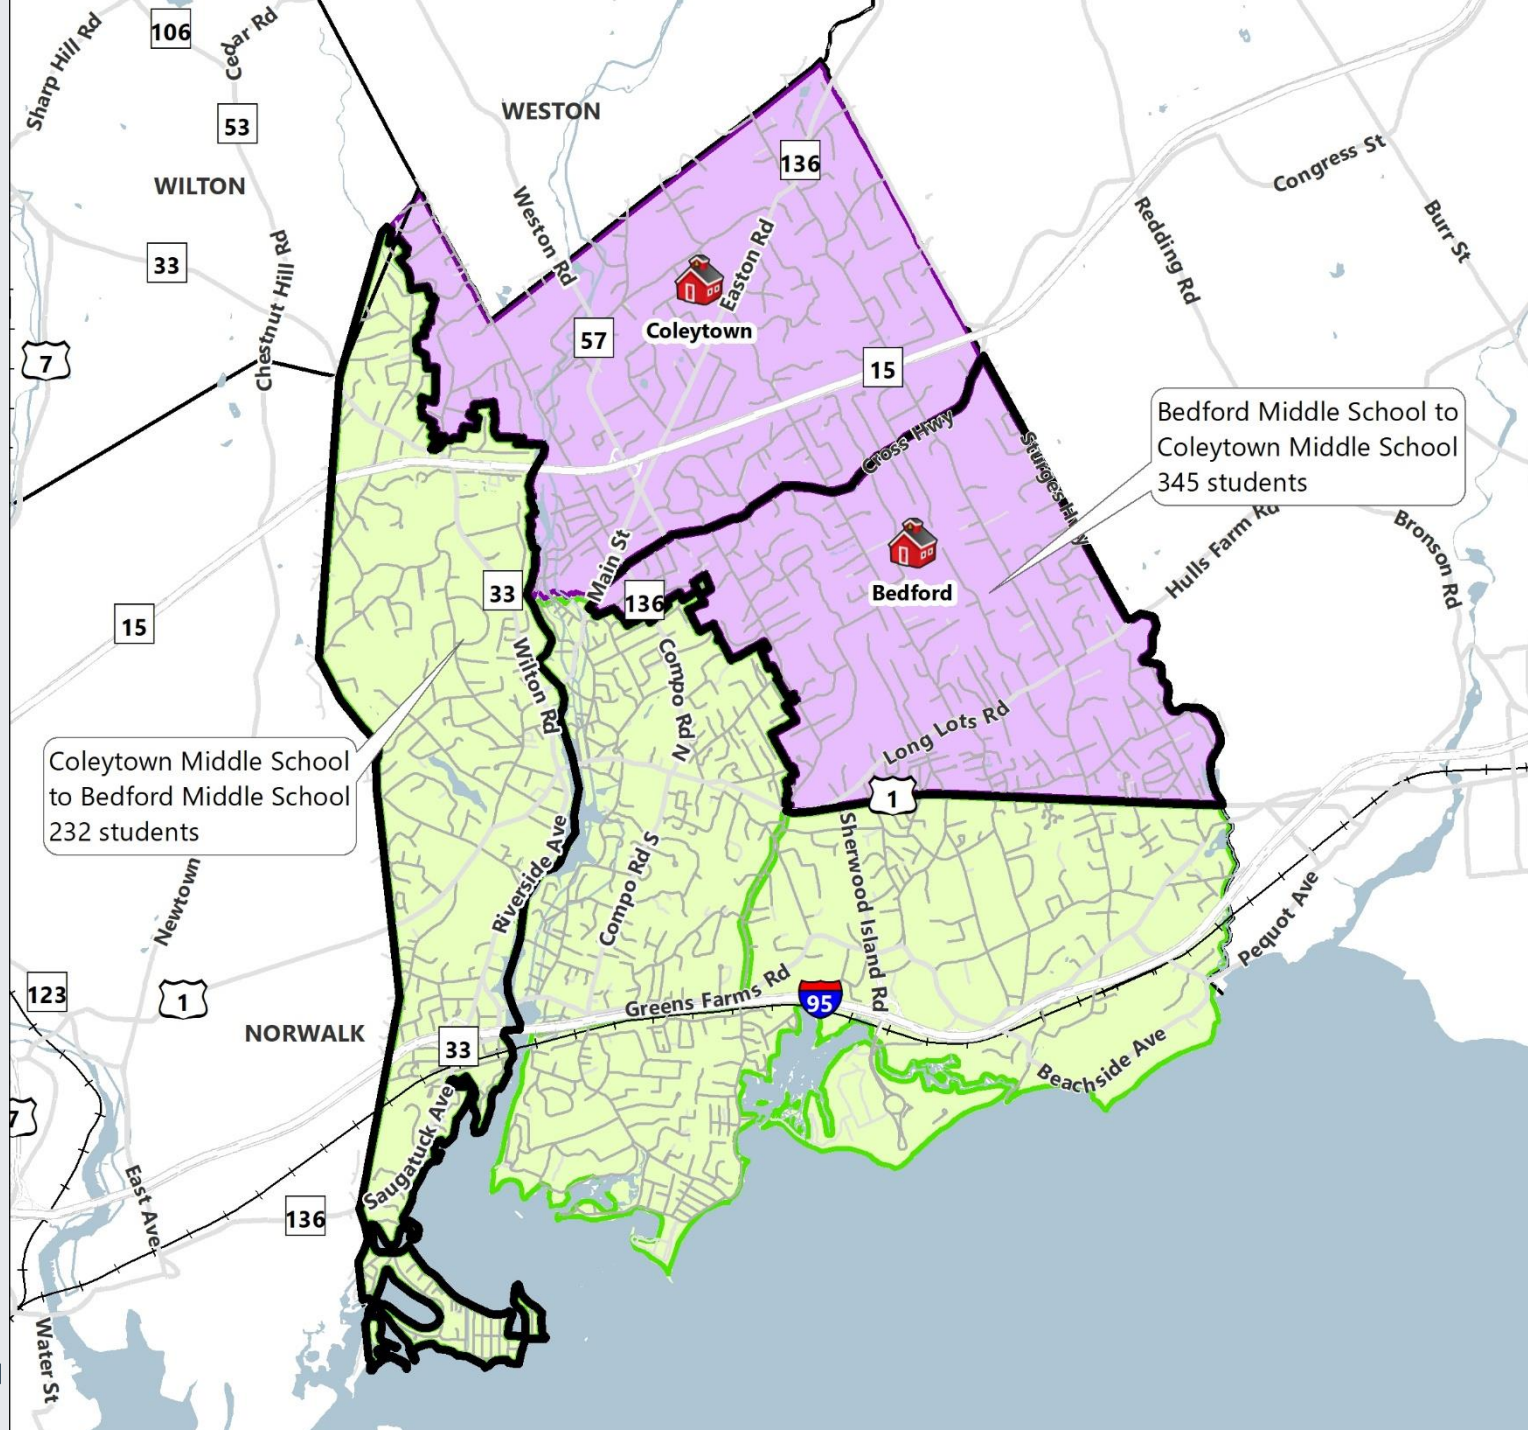 106
Cedar Rd
Sharp Hill Rd
53
WESTON
WILTON
136
Congress St
33
Weston Rd
Easton Rd
Redding Rd
Burr St
Chestnut Hill Rd
Coleytown
57
7
15
Cross Hwy
Sturges Hwy
Bedford Middle School to
Coleytown Middle School
345 students
Hulls Farm Rd
Bronson Rd
Main St
Bedford
33
136
15
Wilton Rd
Compo Rd N
Long Lots Rd
Coleytown Middle School
to Bedford Middle School
232 students
1
Sherwood Island Rd
Riverside Ave
Compo Rd S
Newtown
Pequot Ave
123
1
Greens Farms Rd
95
NORWALK
33
Beachside Ave
7
Saugatuck Ave
East Ave
136
Water St